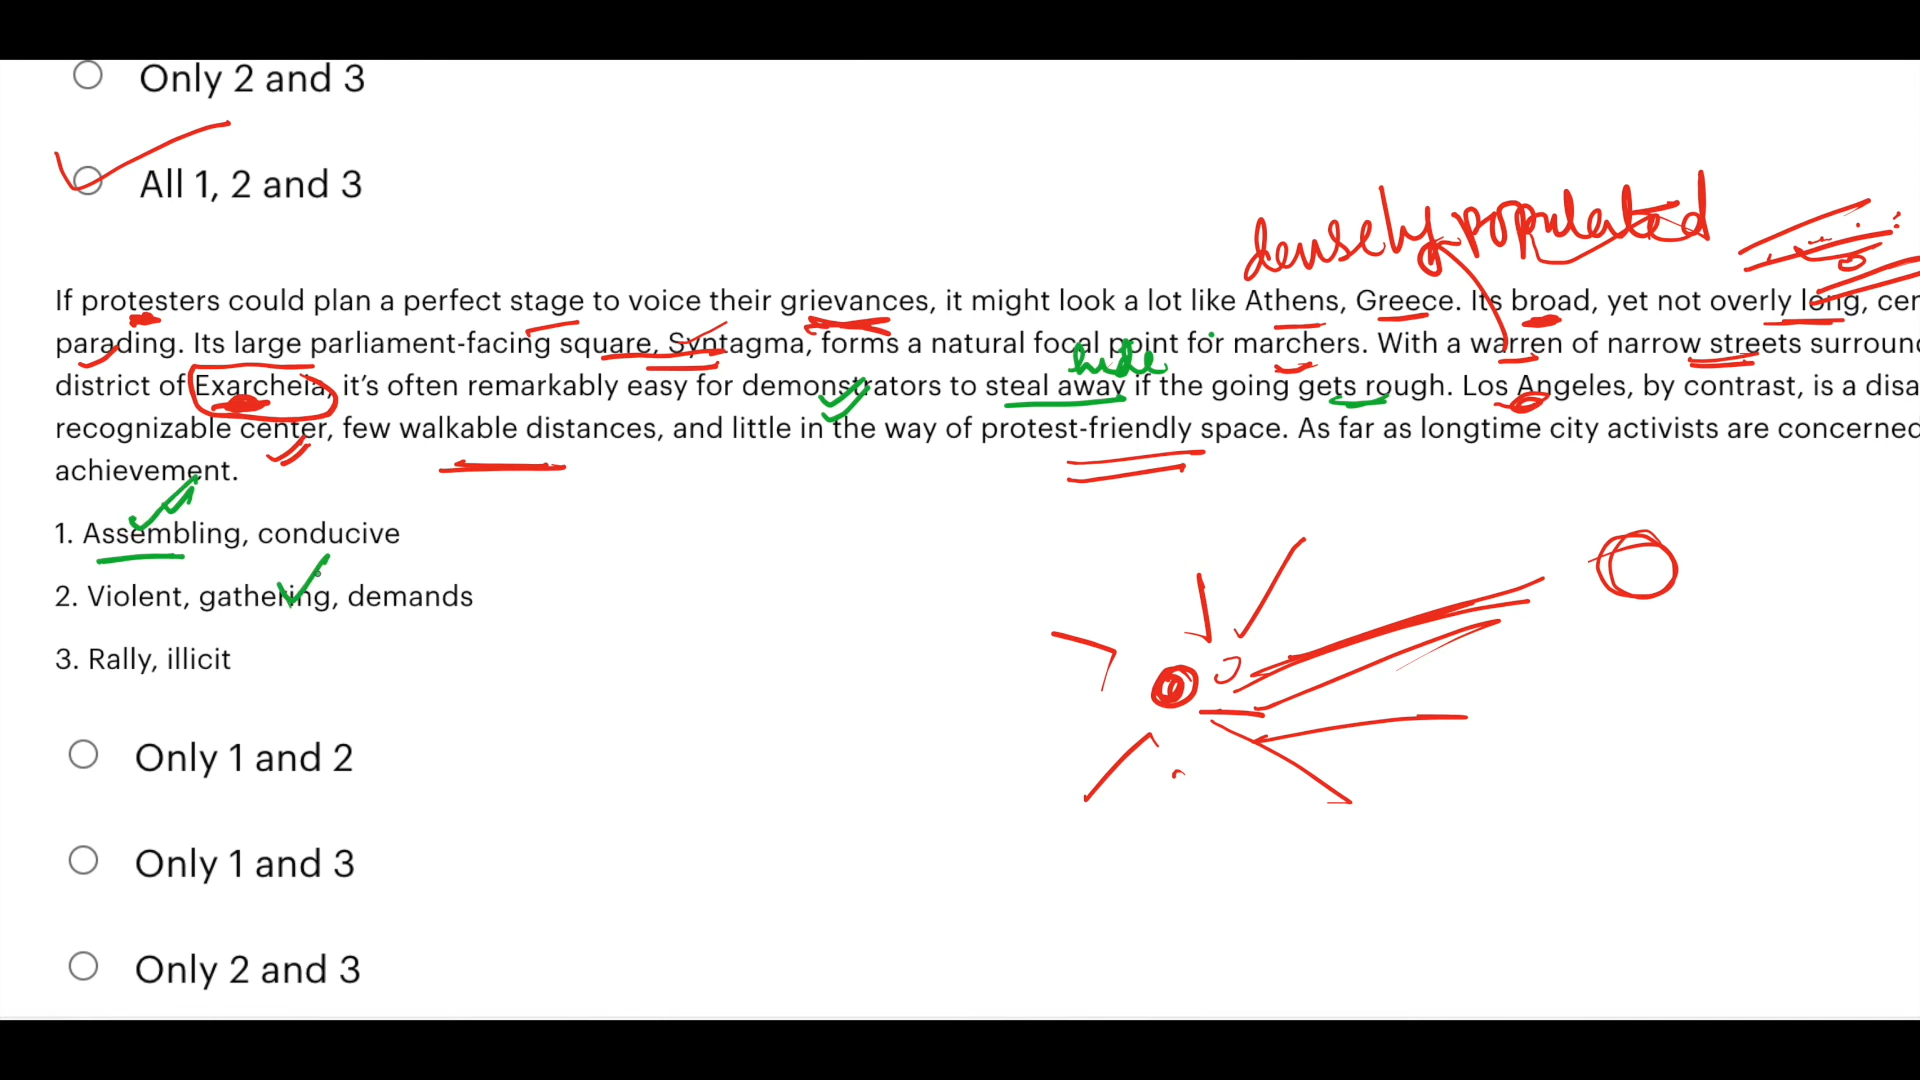 Only 2 and 3
All 1, 2 and 3
densely populated
If protesters could plan a perfect stage to voice their grievances, it might look a lot like Athens, Greece. Its broad, yet not overly long, cen
parading. Its large parliament-facing square, Syntagma, forms a natural focal point for marchers. With a warren of narrow streets surroun
hide
district of Exarcheia, it’s often remarkably easy for demonstrators to steal away if the going gets rough. Los Angeles, by contrast, is a disa
recognizable center, few walkable distances, and little in the way of protest-friendly space. As far as longtime city activists are concerned
achievement.
1. Assembling, conducive
2. Violent, gathering, demands
3. Rally, illicit
Only 1 and 2
Only 1 and 3
Only 2 and 3